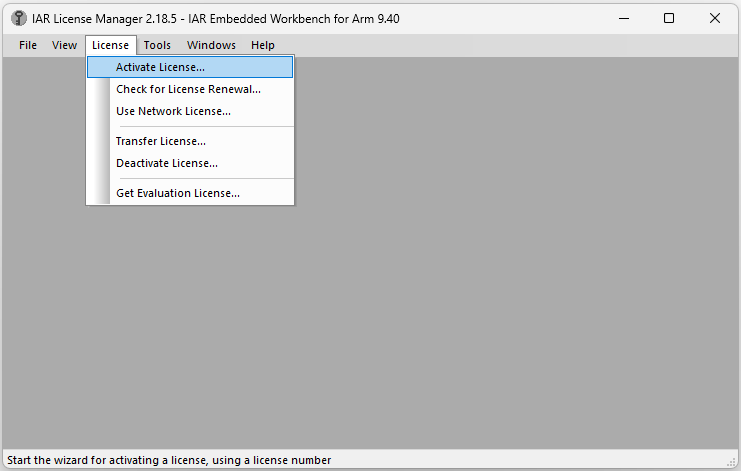 IAR License Manager 2.18.5 - IAR Embedded Workbench for Arm 9.40
File View License Tools Windows Help
Activate License...
Check for License Renewal...
Use Network License...
Transfer License...
Deactivate License...
Get Evaluation License...
Start the wizard for activating a license, using a license number